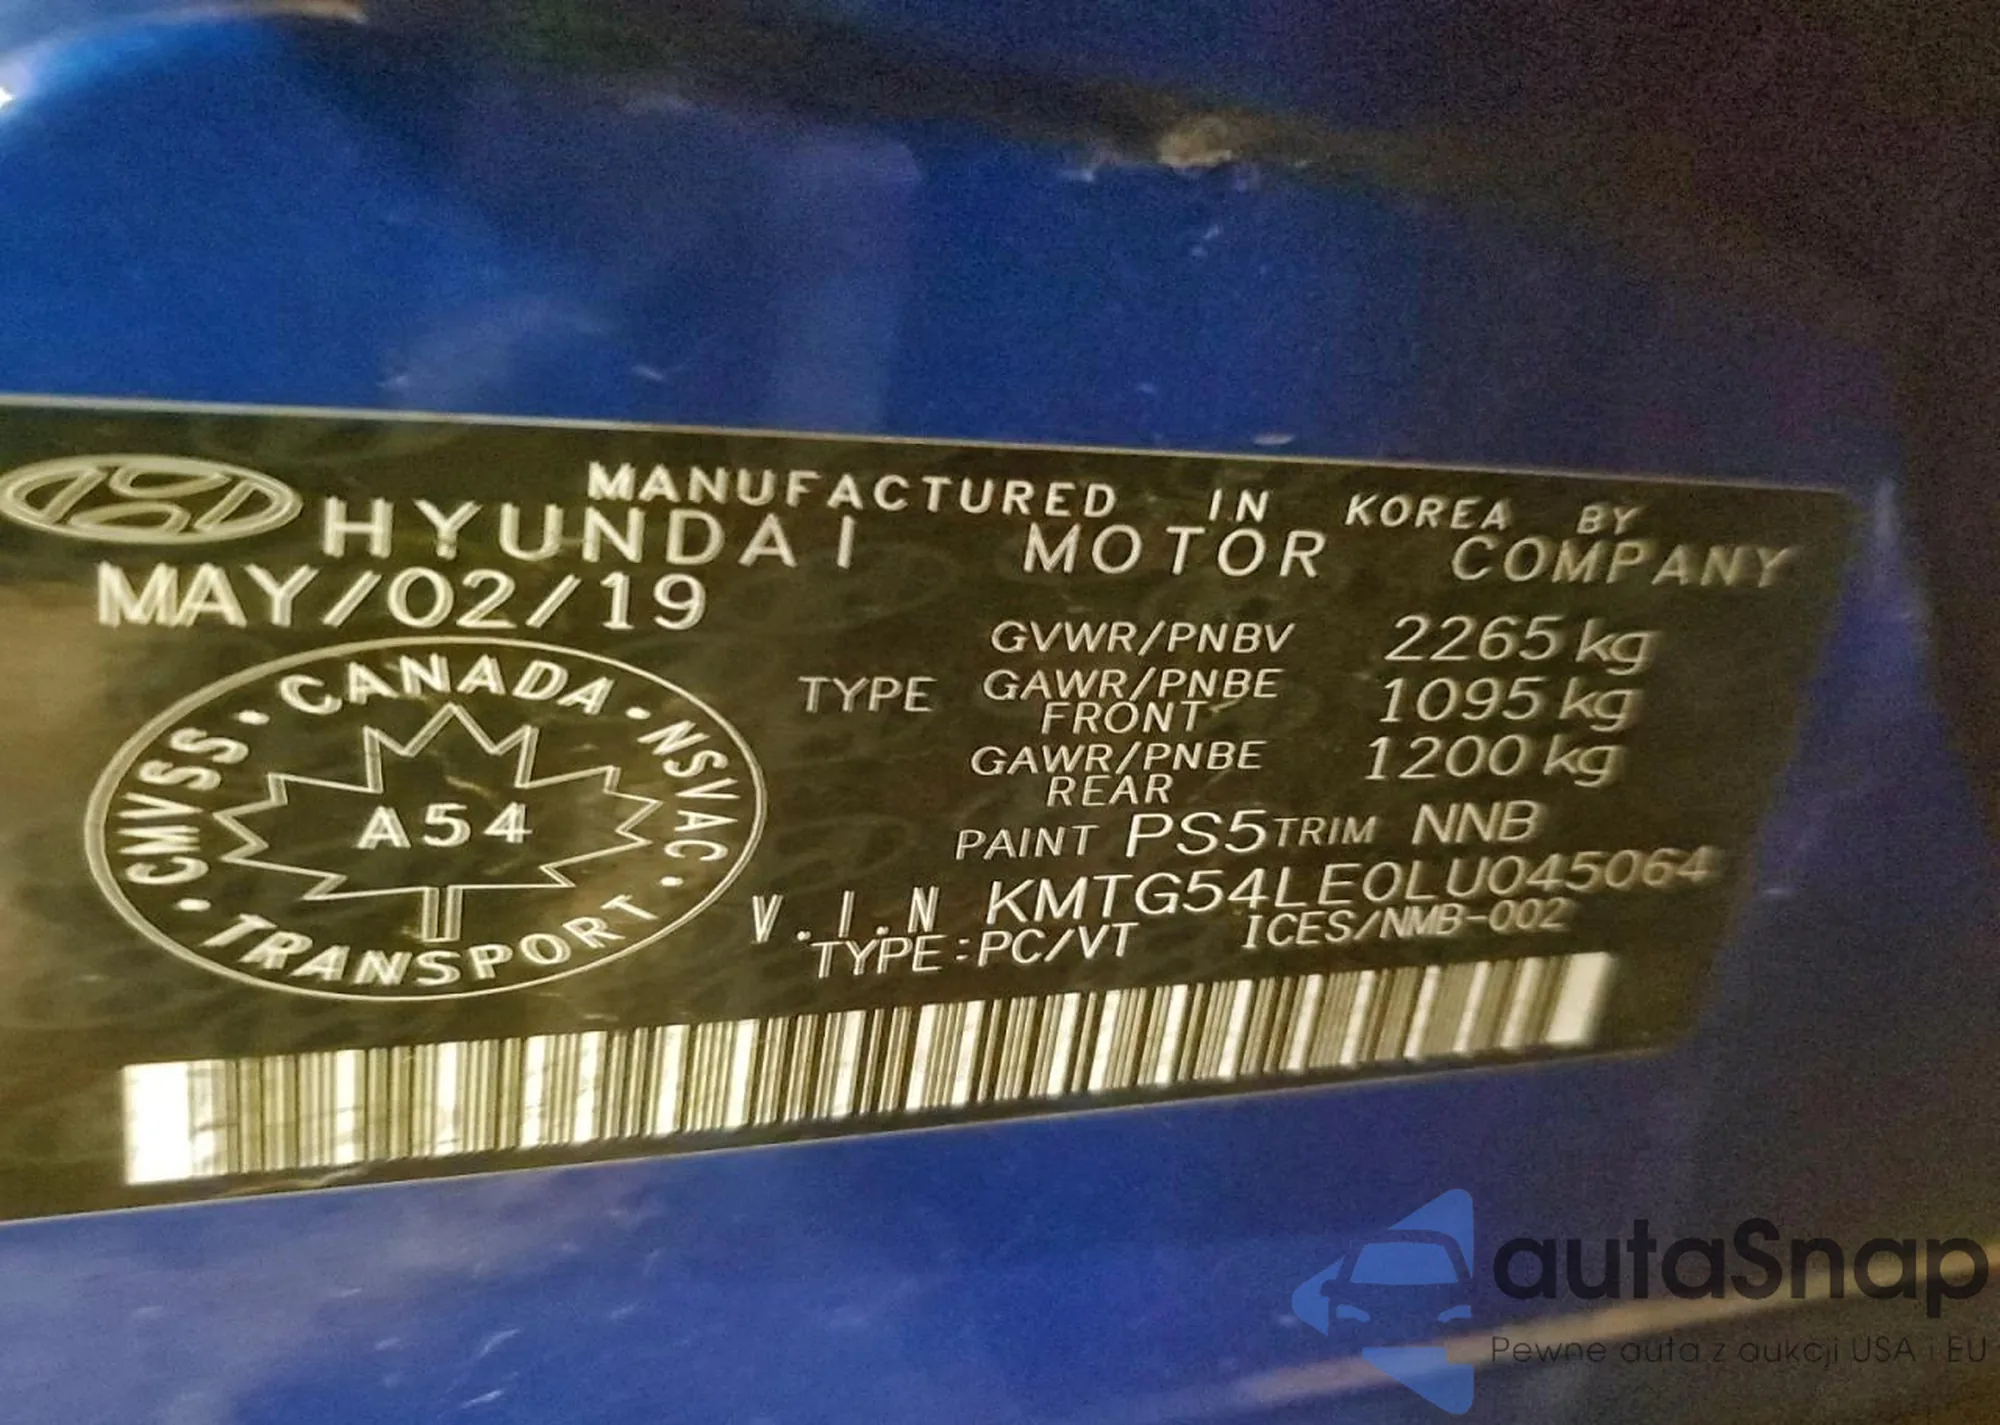 MANUFACTURED IN KOREA BY
HYUNDAI MOTOR COMPANY
MAY/02/19
GVWR/PNBV 2265 kg
TYPE GAWR/PNBE FRONT 1095 kg
GAWR/PNBE REAR 1200 kg
PAINT PS5 TRIM NNB
V.I.N KMTG54LE0LU045064
TYPE:PC/VT ICES/NMB-002
CANADA · NSVAC · TRANSPORT · CMVSS ·
A54
autaSnap
Pewne auta z aukcji USA i EU